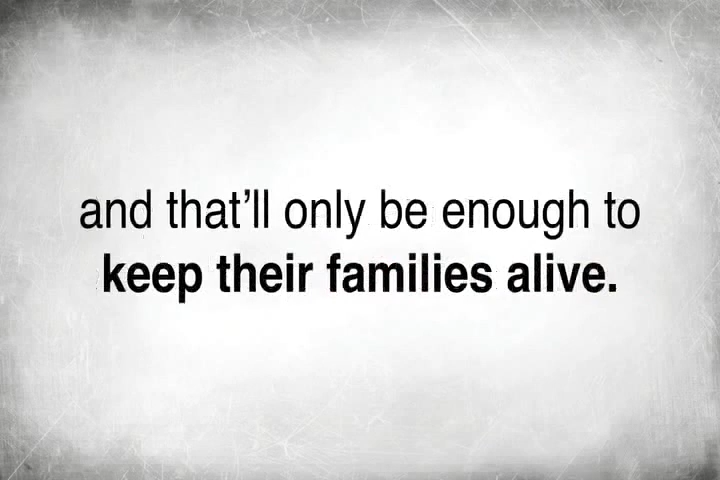 and that’ll only be enough to
keep their families alive.